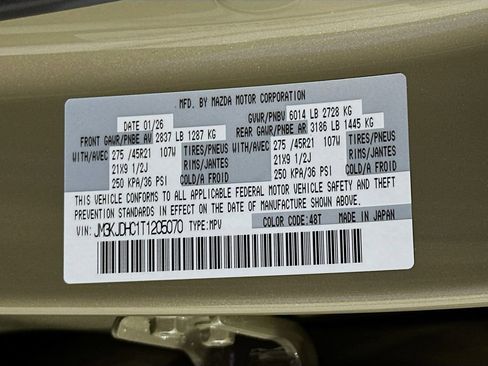 MFD. BY MAZDA MOTOR CORPORATION
DATE 01/26 GVWR/PNBV 6014 LB 2728 KG
FRONT GAWR/PNBE AV 2837 LB 1287 KG REAR GAWR/PNBE AR 3186 LB 1445 KG
WITH/AVEC 275 /45R21 107W TIRES/PNEUS WITH/AVEC 275 /45R21 107W TIRES/PNEUS
21X9 1/2J RIMS/JANTES 21X9 1/2J RIMS/JANTES
250 KPA/36 PSI COLD/A FROID 250 KPA/36 PSI COLD/A FROID
THIS VEHICLE CONFORMS TO ALL APPLICABLE FEDERAL MOTOR VEHICLE SAFETY AND THEFT
PREVENTION STANDARDS IN EFFECT ON THE DATE OF MANUFACTURE SHOWN ABOVE.
VIN: JM3KJDHC1T1205070 TYPE:MPV COLOR CODE:48T MADE IN JAPAN